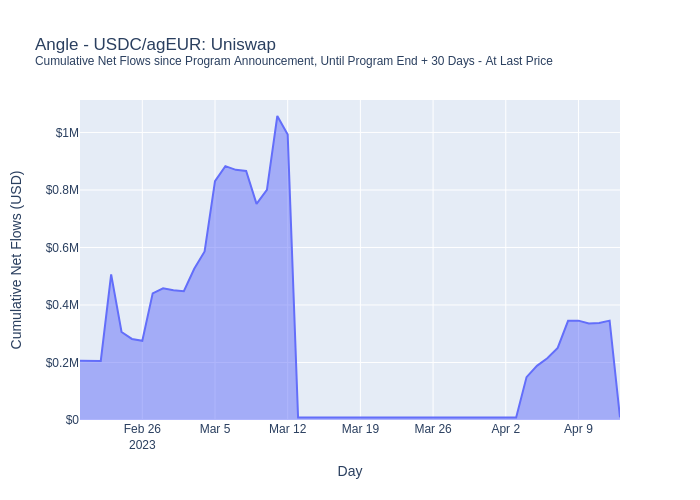 Angle - USDC/agEUR: Uniswap
Cumulative Net Flows since Program Announcement, Until Program End + 30 Days - At Last Price
Cumulative Net Flows (USD)
$1M
$0.8M
$0.6M
$0.4M
$0.2M
$0
Feb 26
2023
Mar 5
Mar 12
Mar 19
Mar 26
Apr 2
Apr 9
Day